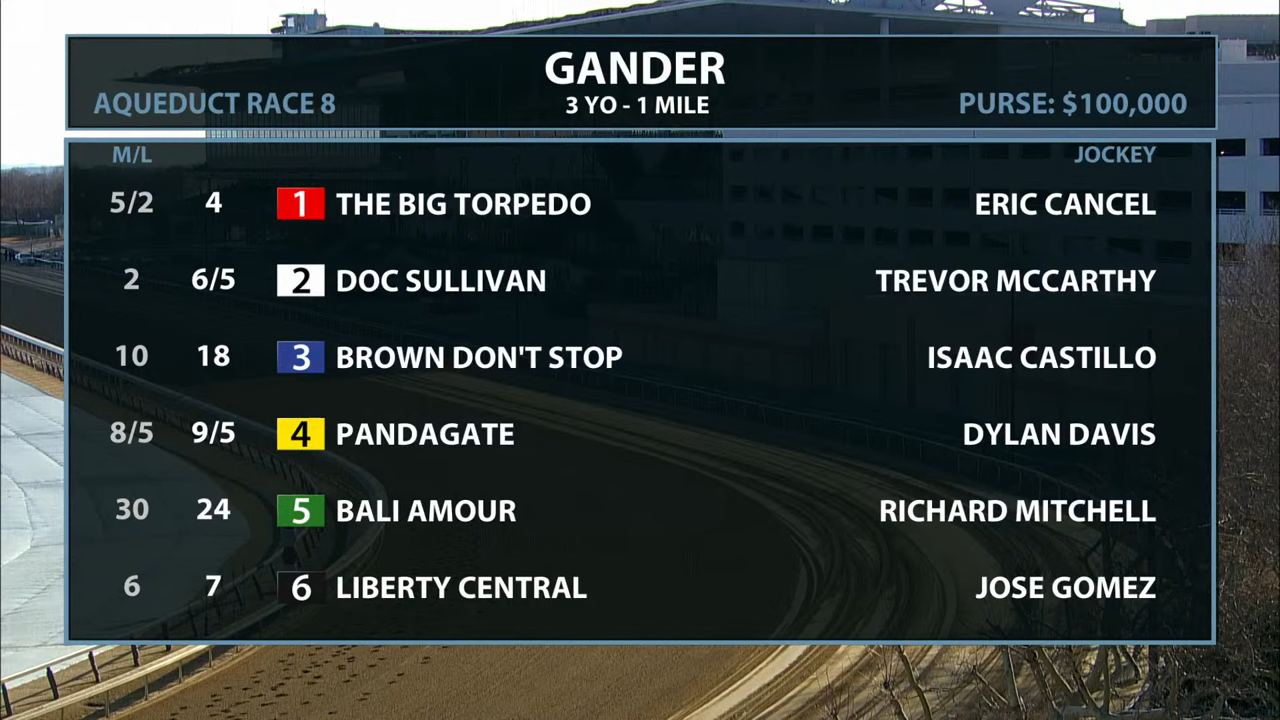 GANDER
AQUEDUCT RACE 8 3 YO - 1 MILE PURSE: $100,000
M/L JOCKEY
5/2 4 1 THE BIG TORPEDO ERIC CANCEL
2 6/5 2 DOC SULLIVAN TREVOR MCCARTHY
10 18 3 BROWN DON'T STOP ISAAC CASTILLO
8/5 9/5 4 PANDAGATE DYLAN DAVIS
30 24 5 BALI AMOUR RICHARD MITCHELL
6 7 6 LIBERTY CENTRAL JOSE GOMEZ